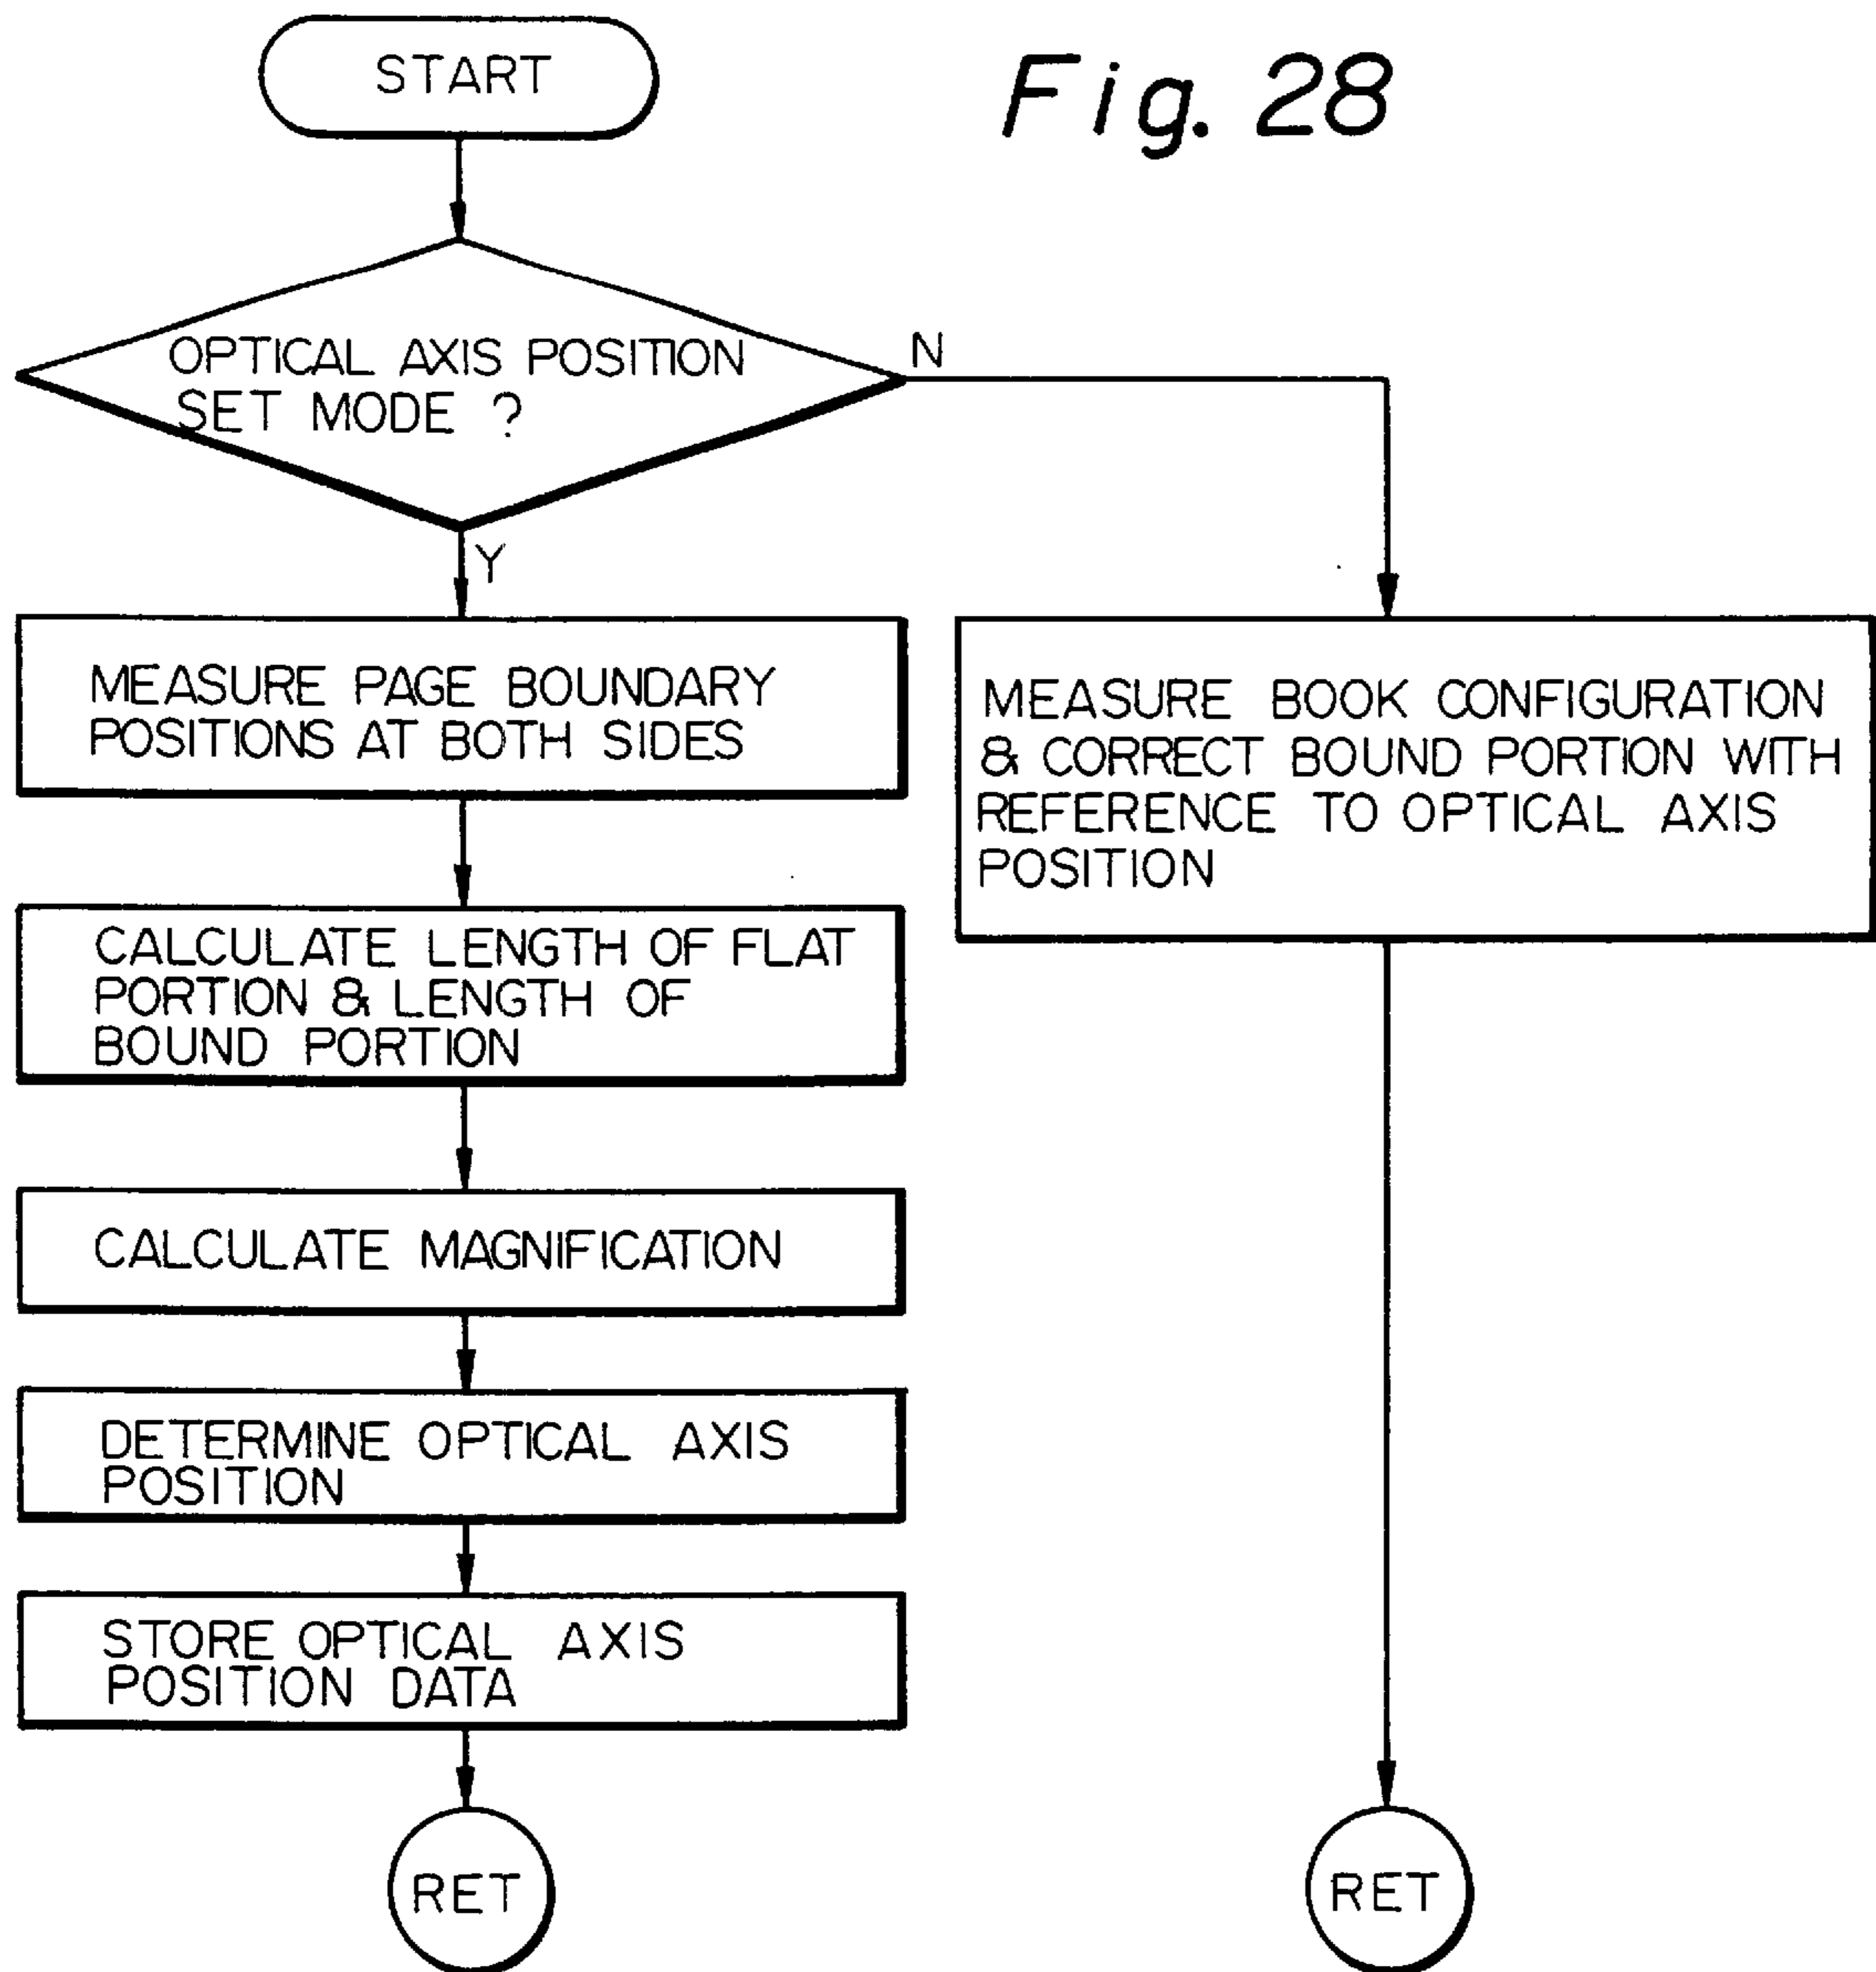 START
Fig. 28
OPTICAL AXIS POSITION
SET MODE ?
N
Y
MEASURE PAGE BOUNDARY
POSITIONS AT BOTH SIDES
MEASURE BOOK CONFIGURATION
& CORRECT BOUND PORTION WITH
REFERENCE TO OPTICAL AXIS
POSITION
CALCULATE LENGTH OF FLAT
PORTION & LENGTH OF
BOUND PORTION
CALCULATE MAGNIFICATION
DETERMINE OPTICAL AXIS
POSITION
STORE OPTICAL AXIS
POSITION DATA
RET
RET